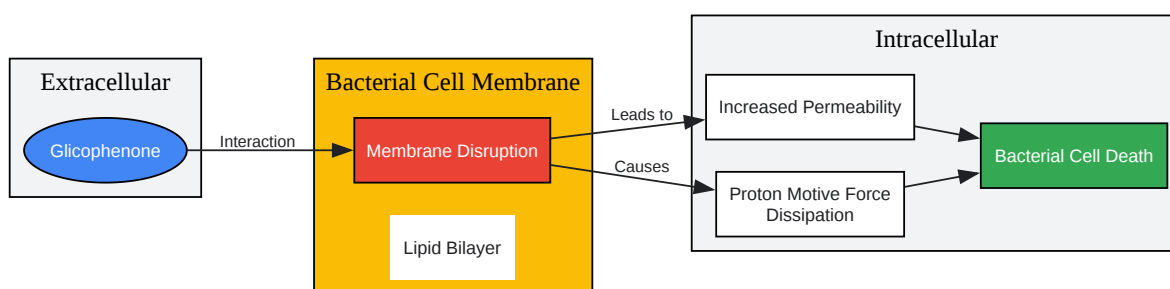 Extracellular
Glicophenone
Interaction
Bacterial Cell Membrane
Membrane Disruption
Lipid Bilayer
Leads to
Causes
Intracellular
Increased Permeability
Proton Motive Force
Dissipation
Bacterial Cell Death